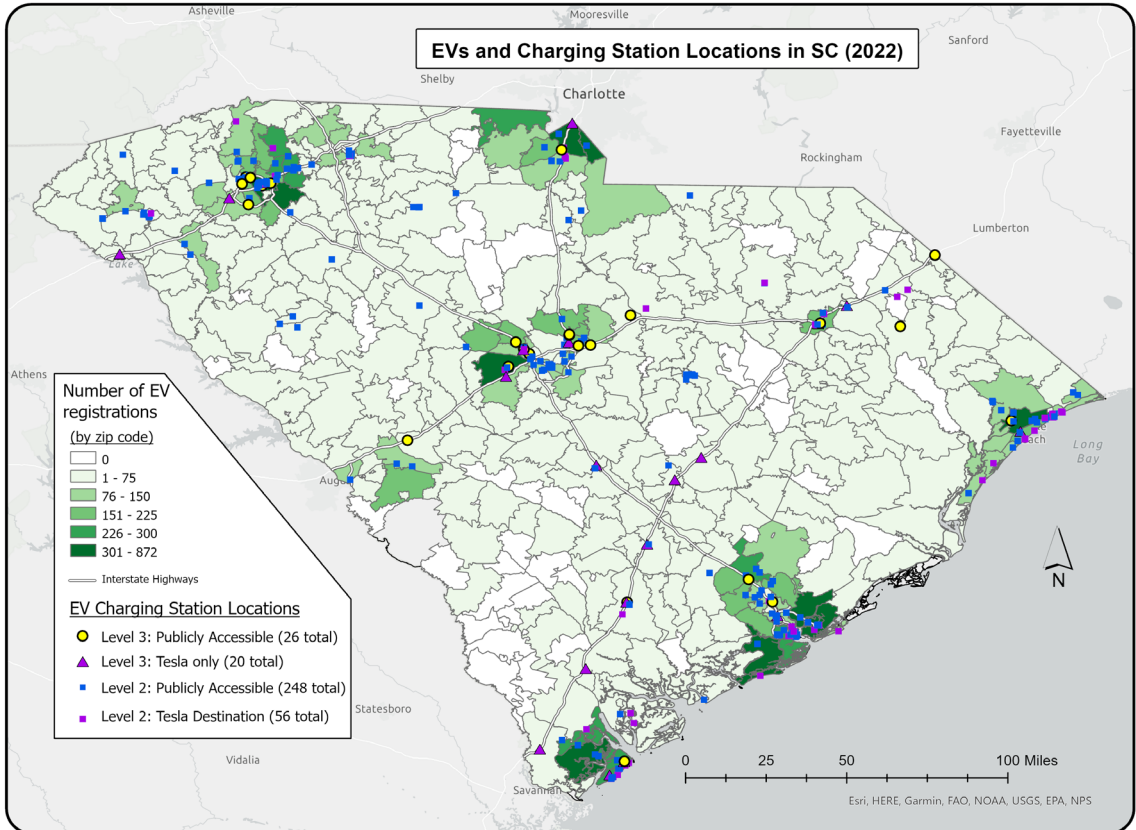 Asheville
Mooresville
Sanford
EVs and Charging Station Locations in SC (2022)
Shelby
Charlotte
Fayetteville
Rockingham
Lumberton
Lake
Athens
Number of EV
registrations
(by zip code)
0
1 - 75
76 - 150
151 - 225
226 - 300
301 - 872
Interstate Highways
EV Charging Station Locations
Level 3: Publicly Accessible (26 total)
Level 3: Tesla only (20 total)
Level 2: Publicly Accessible (248 total)
Level 2: Tesla Destination (56 total)
Long
Bay
N
Statesboro
Vidalia
Savannah
0 25 50 100 Miles
Esri, HERE, Garmin, FAO, NOAA, USGS, EPA, NPS